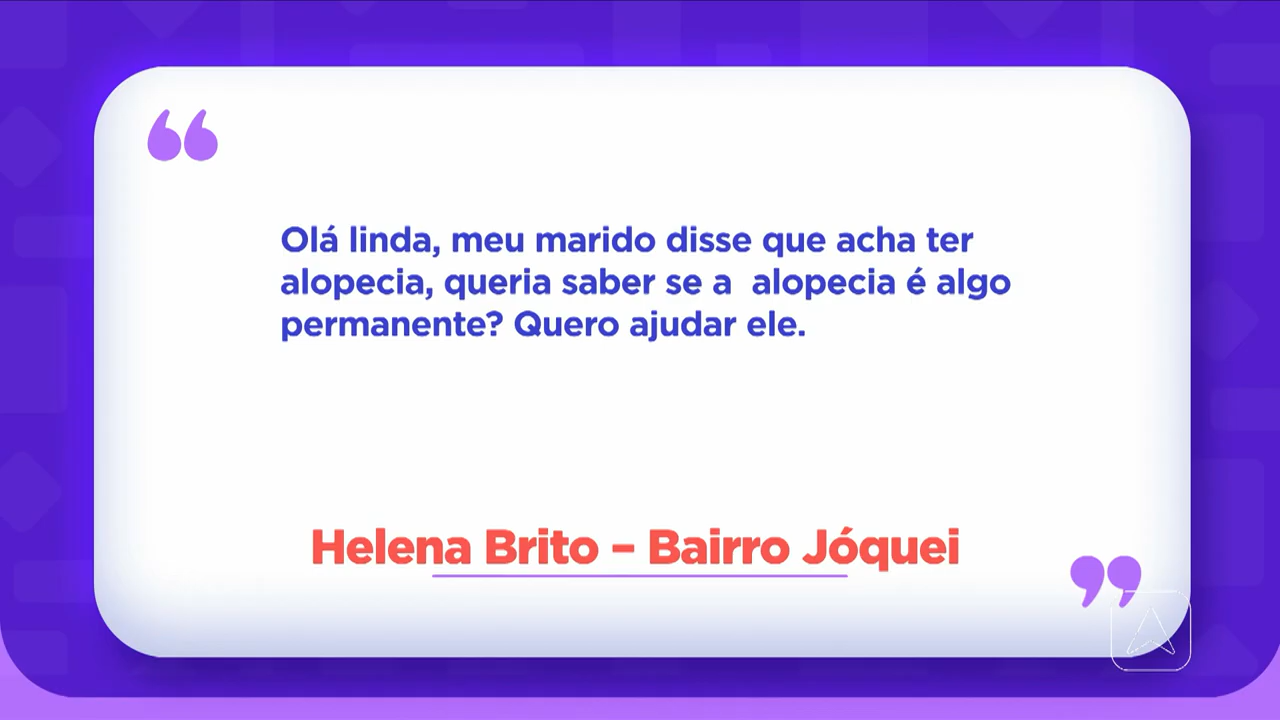 Olá linda, meu marido disse que acha ter
alopecia, queria saber se a  alopecia é algo
permanente? Quero ajudar ele.
Helena Brito – Bairro Jóquei